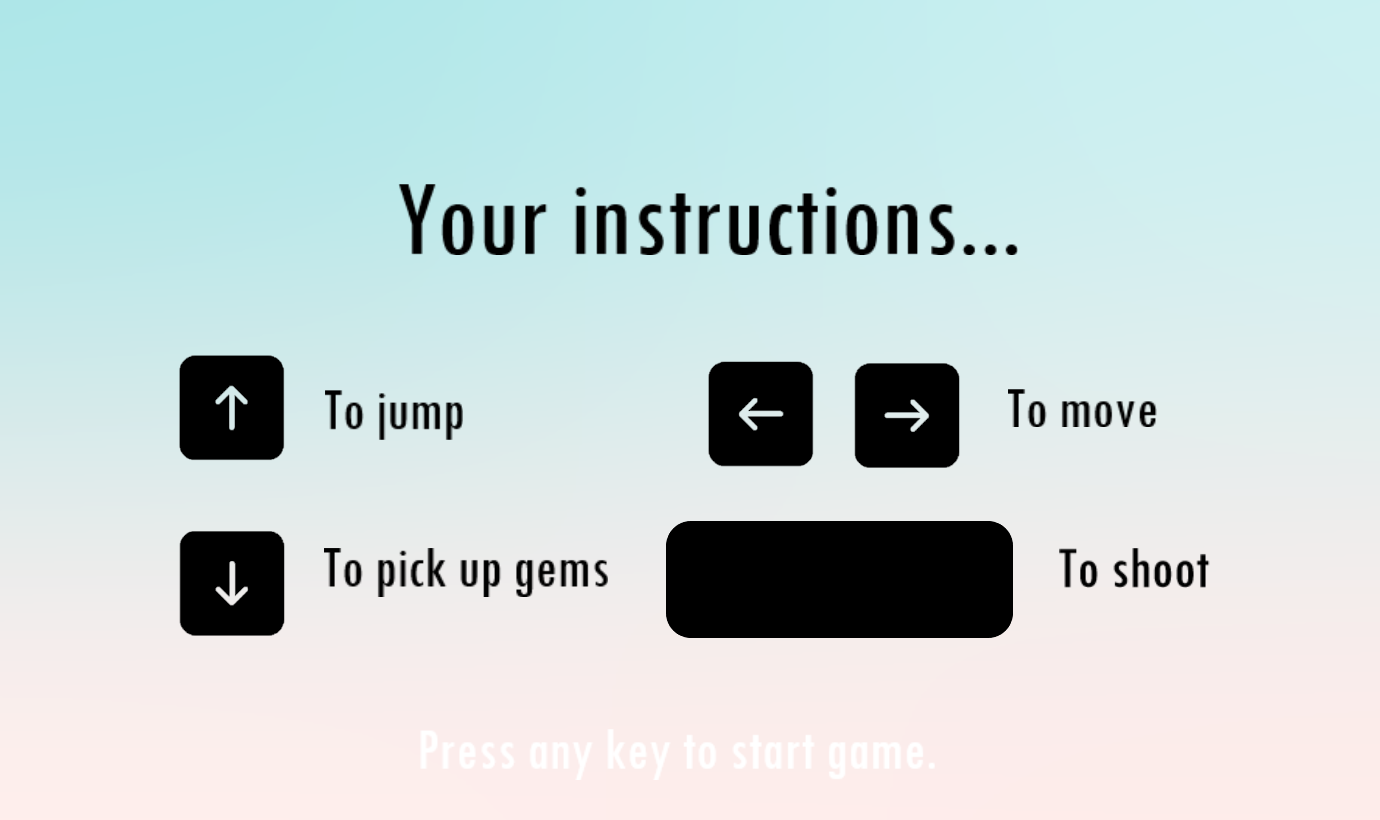 Your instructions...
↑ To jump
← → To move
↓ To pick up gems
To shoot
Press any key to start game.